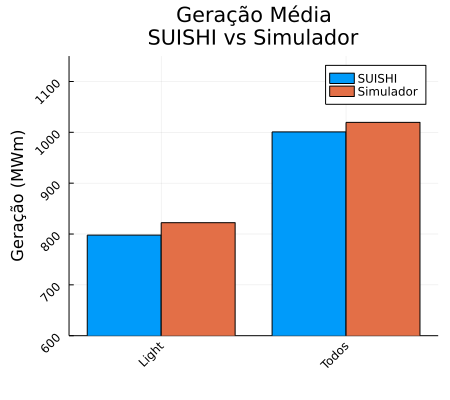 Geração Média
SUISHI vs Simulador
SUISHI
Simulador
Geração (MWm)
1100
1000
900
800
700
600
Light
Todos